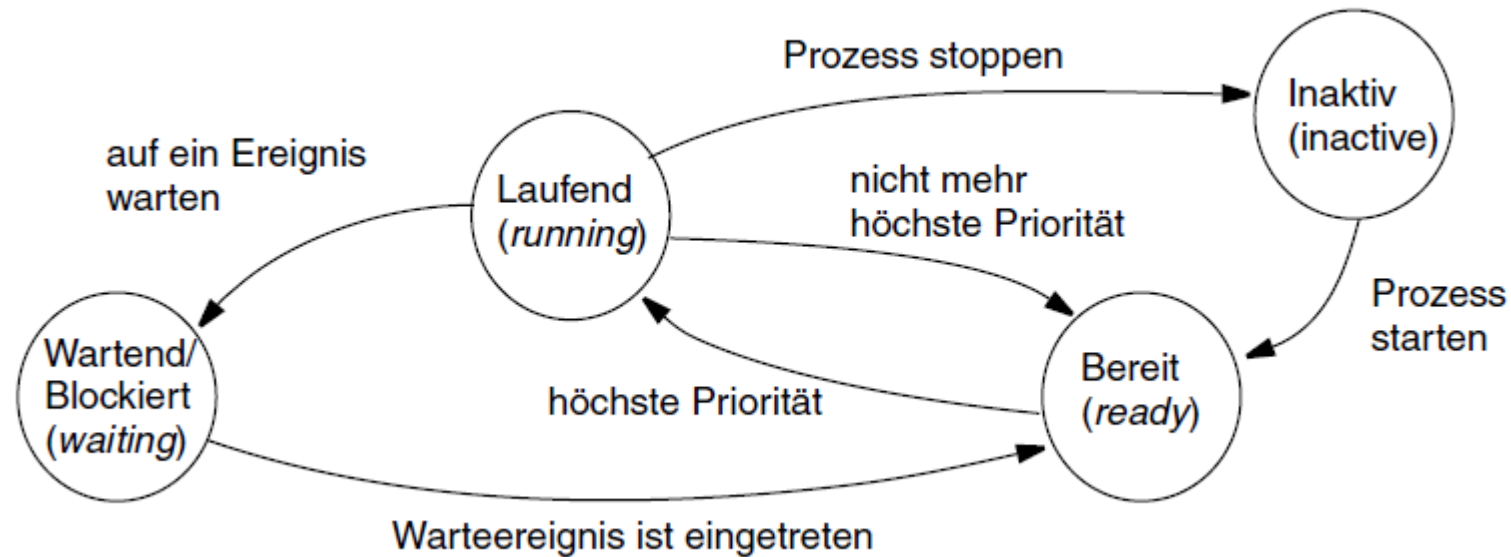 Prozess stoppen
Inaktiv
(inactive)
auf ein Ereignis
warten
Laufend
(running)
nicht mehr
höchste Priorität
Prozess
starten
Wartend/
Blockiert
(waiting)
höchste Priorität
Bereit
(ready)
Warteereignis ist eingetreten